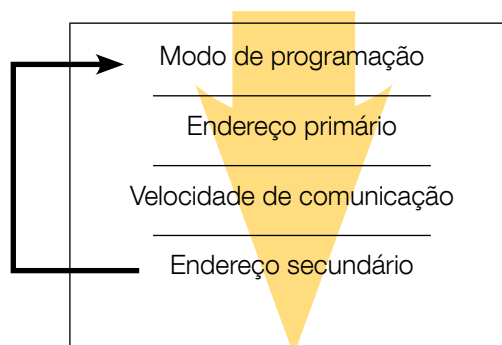 Modo de programação
Endereço primário
Velocidade de comunicação
Endereço secundário